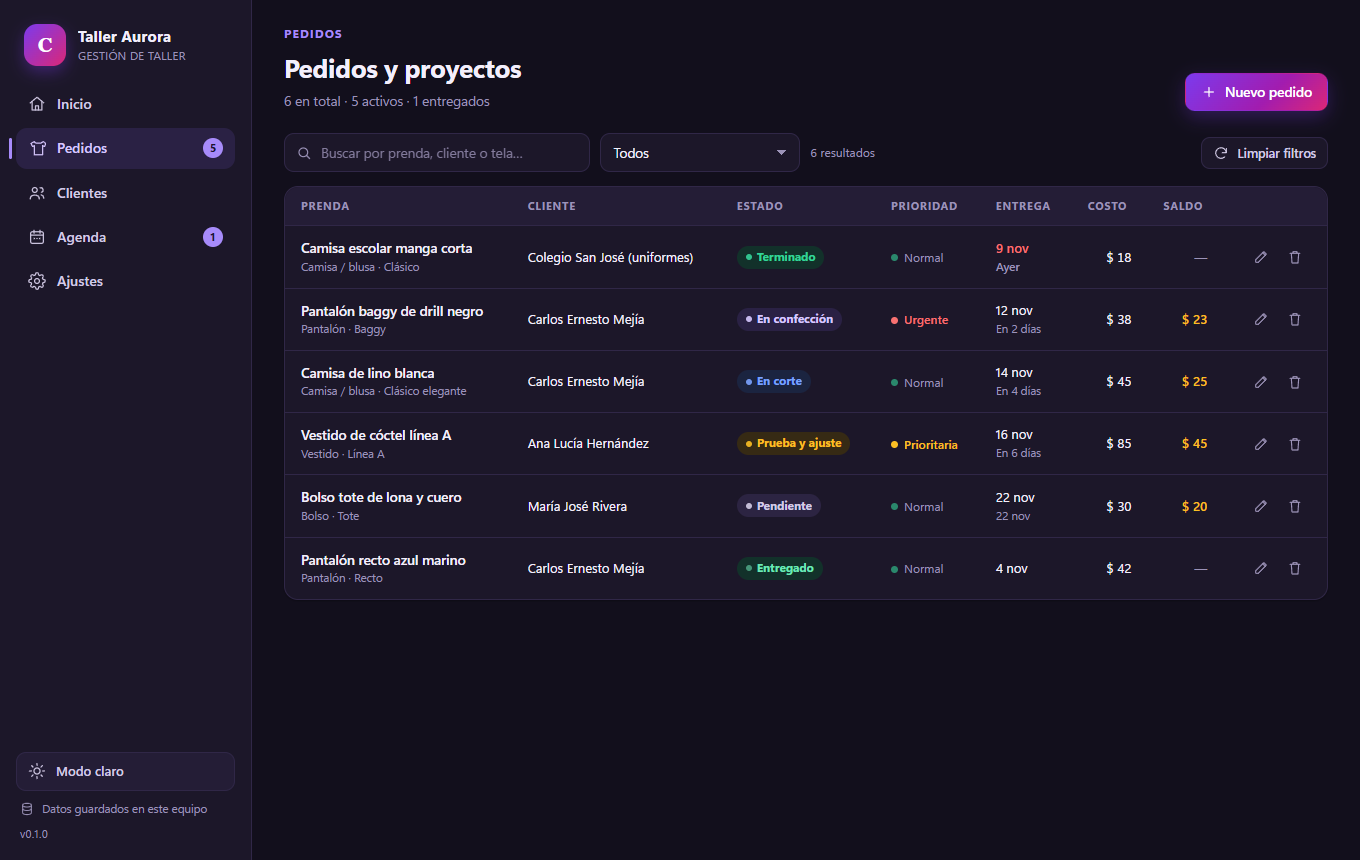 C
Taller Aurora
GESTIÓN DE TALLER
Inicio
Pedidos 5
Clientes
Agenda 1
Ajustes
Modo claro
Datos guardados en este equipo
v0.1.0
PEDIDOS
Pedidos y proyectos
6 en total · 5 activos · 1 entregados
+ Nuevo pedido
Buscar por prenda, cliente o tela...
Todos
6 resultados
Limpiar filtros
PRENDA CLIENTE ESTADO PRIORIDAD ENTREGA COSTO SALDO
Camisa escolar manga corta
Camisa / blusa · Clásico
Colegio San José (uniformes)
Terminado
Normal
9 nov
Ayer
$ 18
—
Pantalón baggy de drill negro
Pantalón · Baggy
Carlos Ernesto Mejía
En confección
Urgente
12 nov
En 2 días
$ 38
$ 23
Camisa de lino blanca
Camisa / blusa · Clásico elegante
Carlos Ernesto Mejía
En corte
Normal
14 nov
En 4 días
$ 45
$ 25
Vestido de cóctel línea A
Vestido · Línea A
Ana Lucía Hernández
Prueba y ajuste
Prioritaria
16 nov
En 6 días
$ 85
$ 45
Bolso tote de lona y cuero
Bolso · Tote
María José Rivera
Pendiente
Normal
22 nov
22 nov
$ 30
$ 20
Pantalón recto azul marino
Pantalón · Recto
Carlos Ernesto Mejía
Entregado
Normal
4 nov
$ 42
—